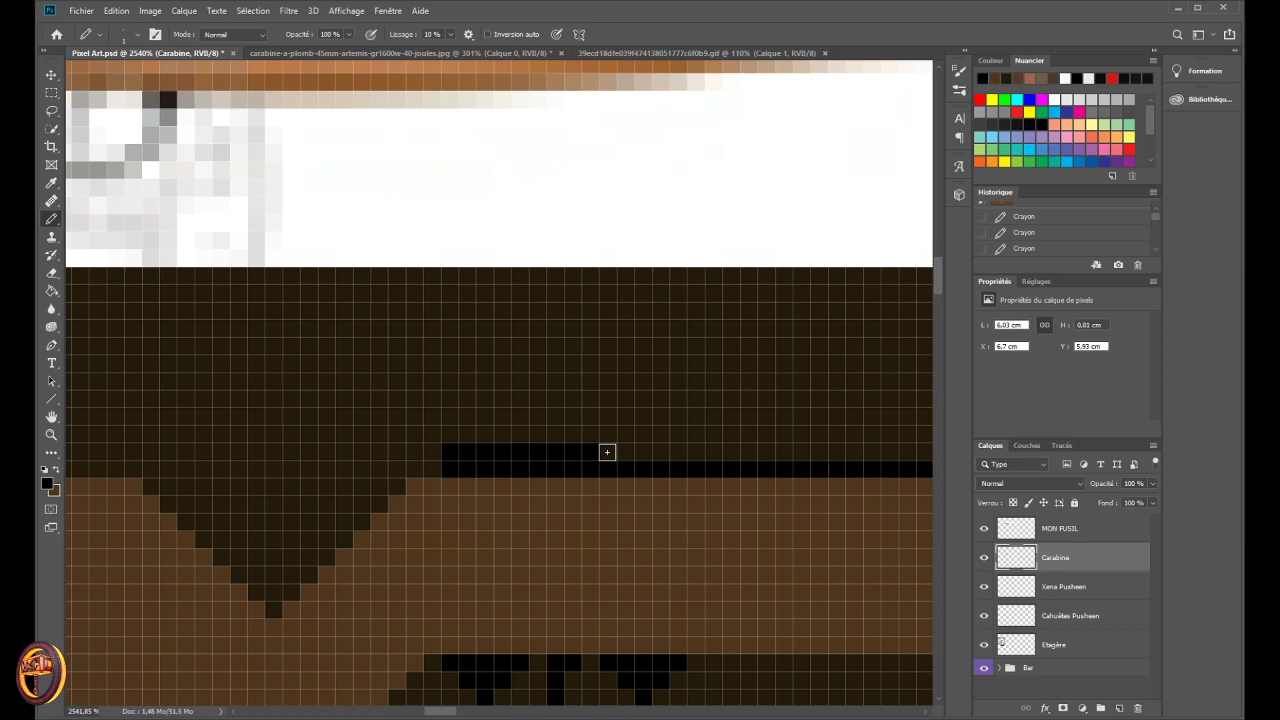 Ps Fichier Edition Image Calque Texte Sélection Filtre 3D Affichage Fenêtre Aide
1 Mode : Normal Opacité : 100 % Lissage : 10 % Inversion auto
Pixel Art.psd @ 2540% (Carabine, RVB/8) * × carabine-a-plomb-45mm-artemis-gr1600w-40-joules.jpg @ 301% (Calque 0, RVB/8) * × 39ecd18dfe039f474138051777c6f0b9.gif @ 110% (Calque 1, RVB/8) ×
Couleur Nuancier
Formation
Bibliothèqu...
Historique
Crayon
Crayon
Crayon
Propriétés Réglages
Propriétés du calque de pixels
L : 6,03 cm H : 0,81 cm
X : 6,7 cm Y : 5,93 cm
Calques Couches Tracés
Type
Normal Opacité : 100 %
Verrou : Fond : 100 %
MON FUSIL
Carabine
Xena Pusheen
Cahuètes Pusheen
Etagère
Bar
2541,85 % Doc : 1,48 Mo/51,5 Mo